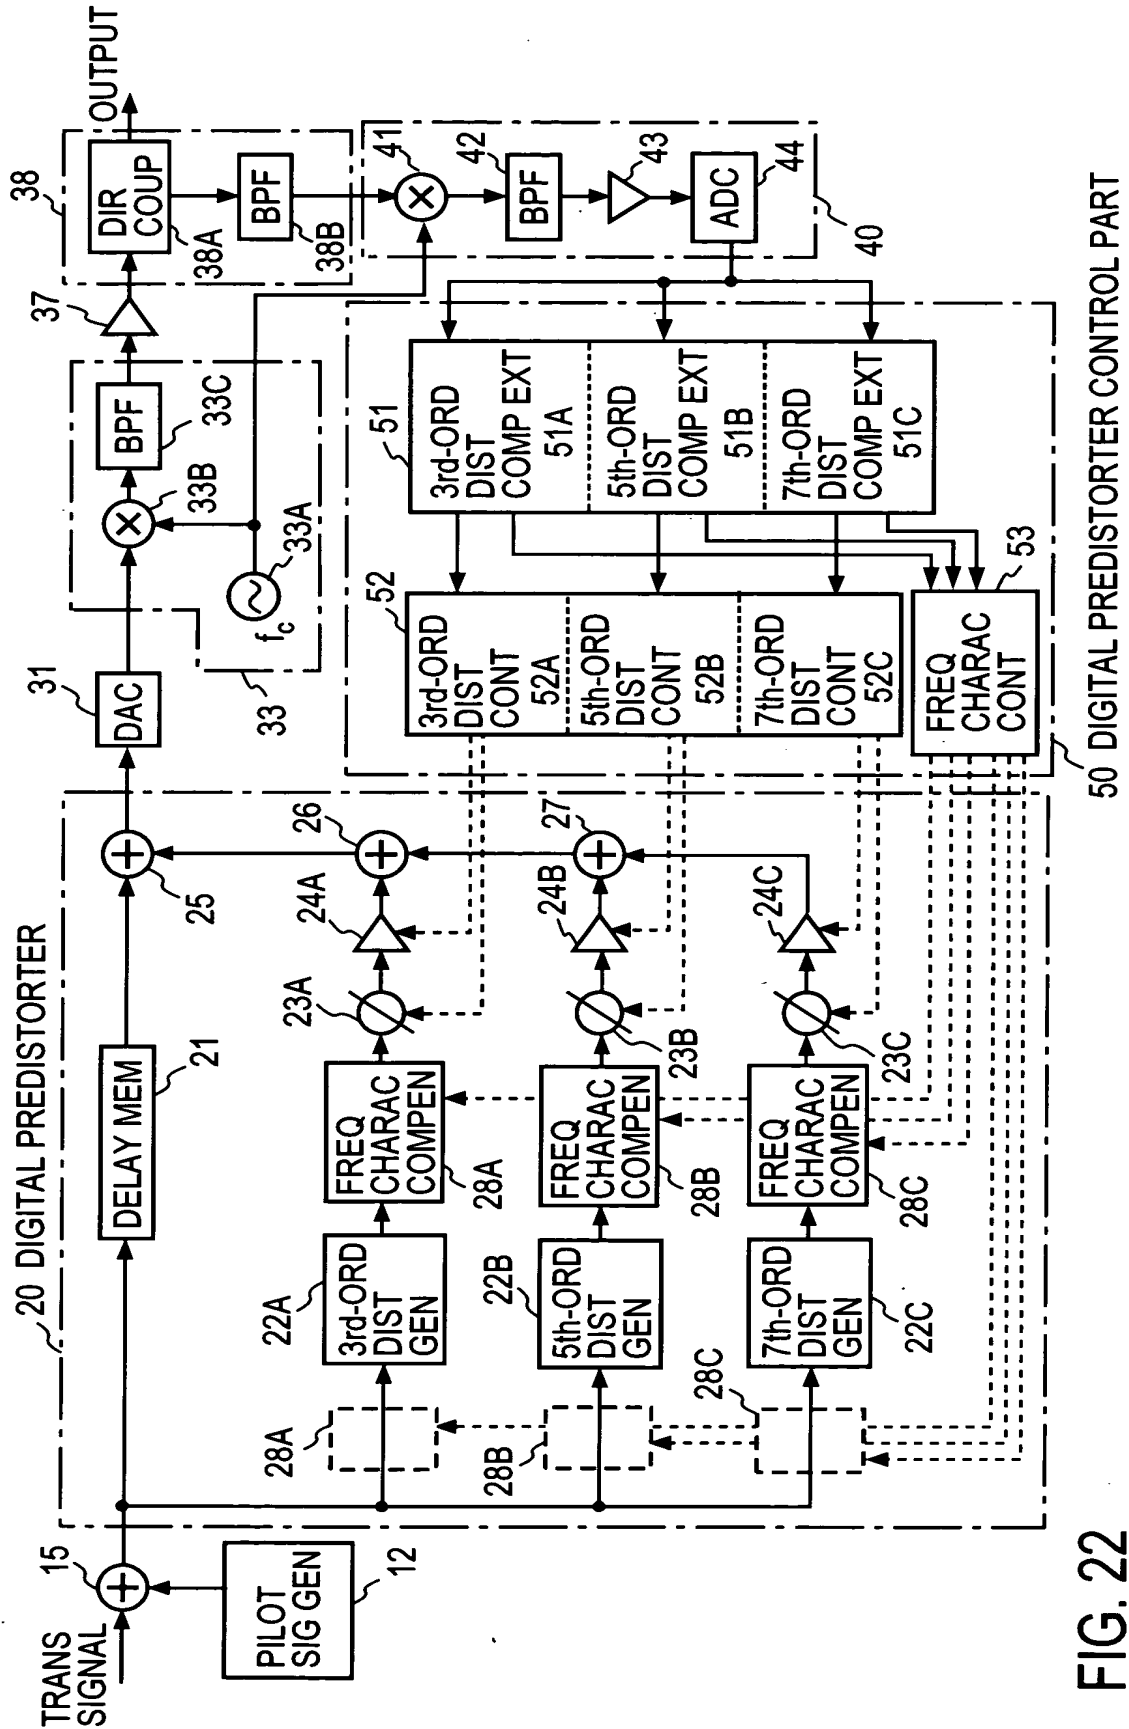 TRANS
SIGNAL
15
PILOT
SIG GEN
12
20 DIGITAL PREDISTORTER
DELAY MEM
21
25
28A
3rd-ORD
DIST
GEN
22A
FREQ
CHARAC
COMPEN
28A
23A
24A
26
28B
5th-ORD
DIST
GEN
22B
FREQ
CHARAC
COMPEN
28B
23B
24B
27
28C
7th-ORD
DIST
GEN
22C
FREQ
CHARAC
COMPEN
28C
23C
24C
DAC
31
33
fc
33A
33B
BPF
33C
37
38
DIR
COUP
38A
BPF
38B
OUTPUT
41
42
BPF
43
ADC
44
40
51
3rd-ORD
DIST
COMP EXT
51A
5th-ORD
DIST
COMP EXT
51B
7th-ORD
DIST
COMP EXT
51C
52
3rd-ORD
DIST
CONT
52A
5th-ORD
DIST
CONT
52B
7th-ORD
DIST
CONT
52C
53
FREQ
CHARAC
CONT
50 DIGITAL PREDISTORTER CONTROL PART
FIG. 22